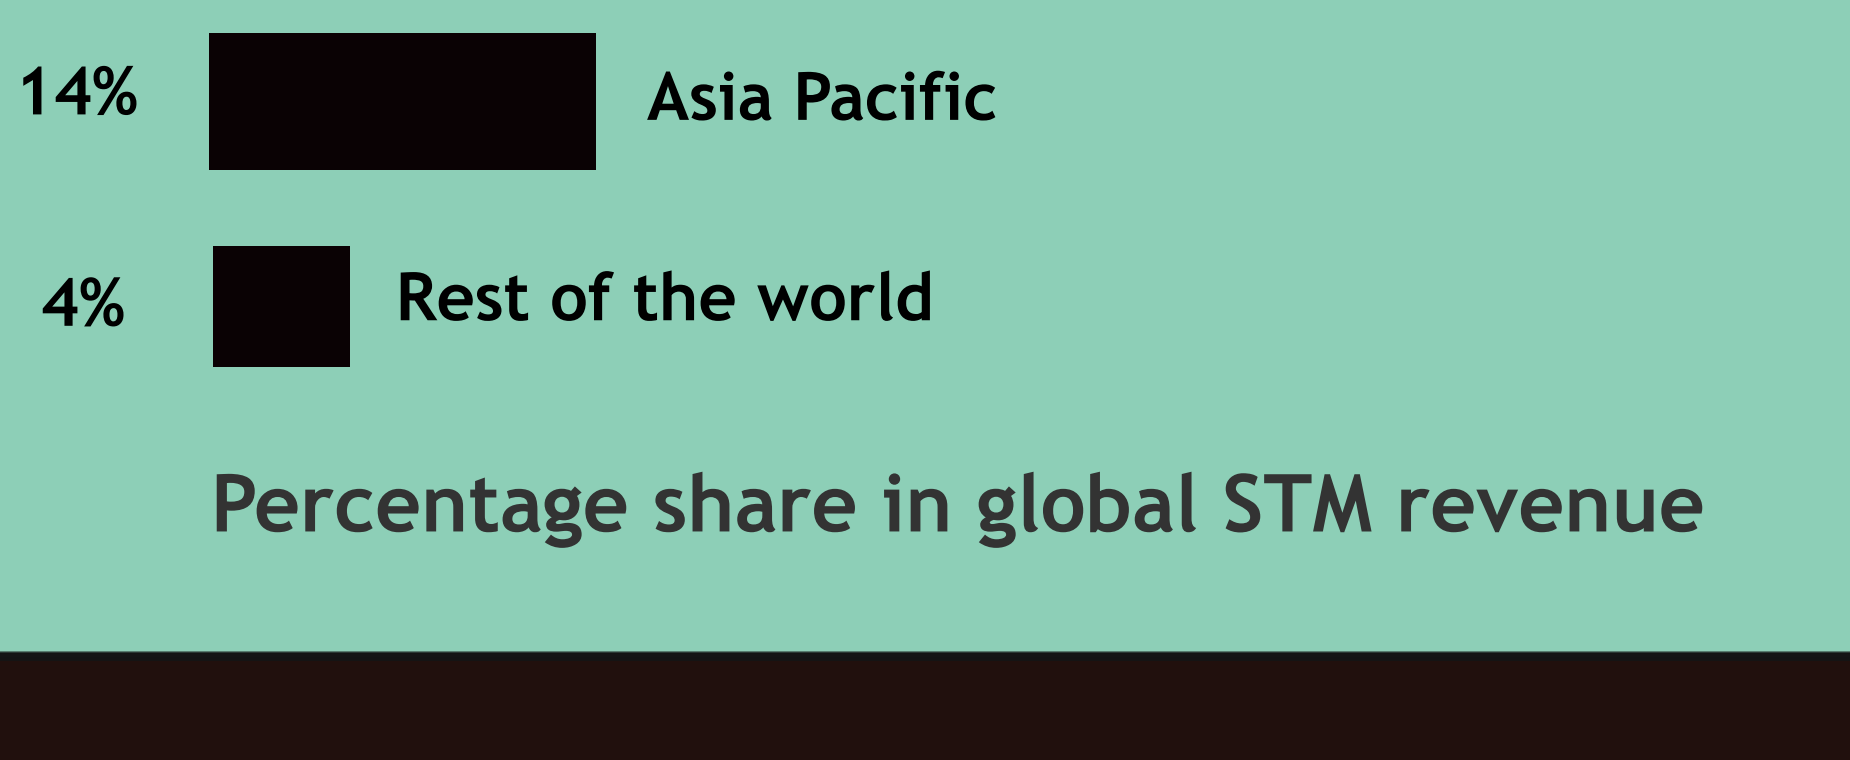 14% Asia Pacific
4% Rest of the world
Percentage share in global STM revenue